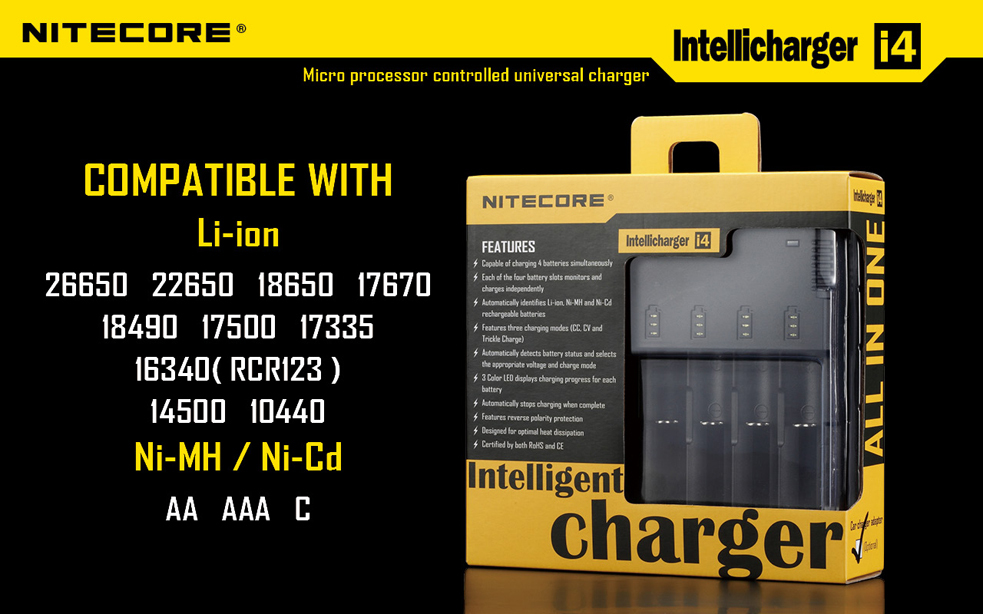 NITECORE®
Intellicharger i4
Micro processor controlled universal charger
COMPATIBLE WITH
Li-ion
26650 22650 18650 17670
18490 17500 17335
16340( RCR123 )
14500 10440
Ni-MH / Ni-Cd
AA AAA C
NITECORE®
Intellicharger i4
FEATURES
Capable of charging 4 batteries simultaneously
Each of the four battery slots monitors and
charges independently
Automatically identifies Li-ion, Ni-MH and Ni-Cd
rechargeable batteries
Features three charging modes (CC, CV and
Trickle Charge)
Automatically detects battery status and selects
the appropriate voltage and charge mode
3 Color LED displays charging progress for each
battery
Automatically stops charging when complete
Features reverse polarity protection
Designed for optimal heat dissipation
Certified by both RoHS and CE
Intelligent
charger
Intellicharger i4
ALL IN ONE
Car charger adaptor
(Optional)